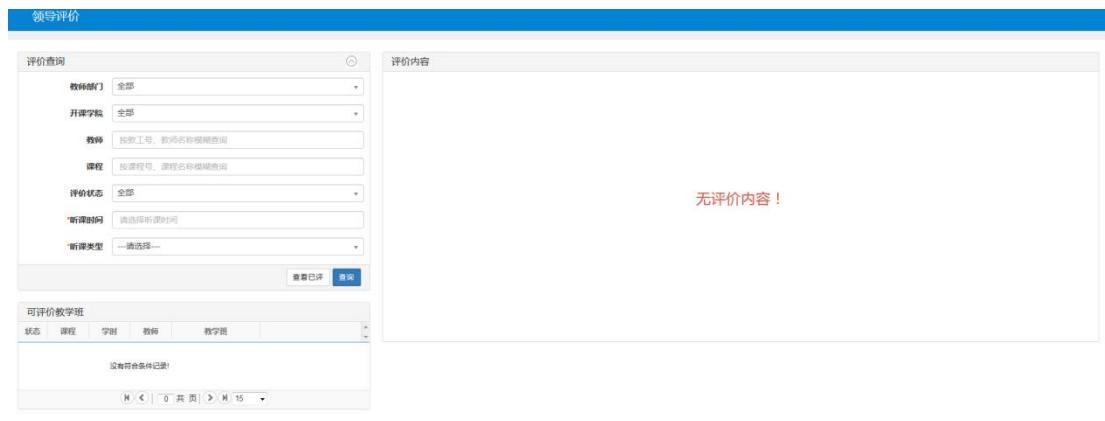 领导评价
评价查询
教师部门 全部
开课学院 全部
教师 按教工号、教师名称模糊查询
课程 按课程号、课程名称模糊查询
评价状态 全部
*听课时间 请选择听课时间
*听课类型 ---请选择---
查看已评 查询
可评价教学班
状态 课程 学时 教师 教学班
没有符合条件记录!
0 共 页 15
评价内容
无评价内容！